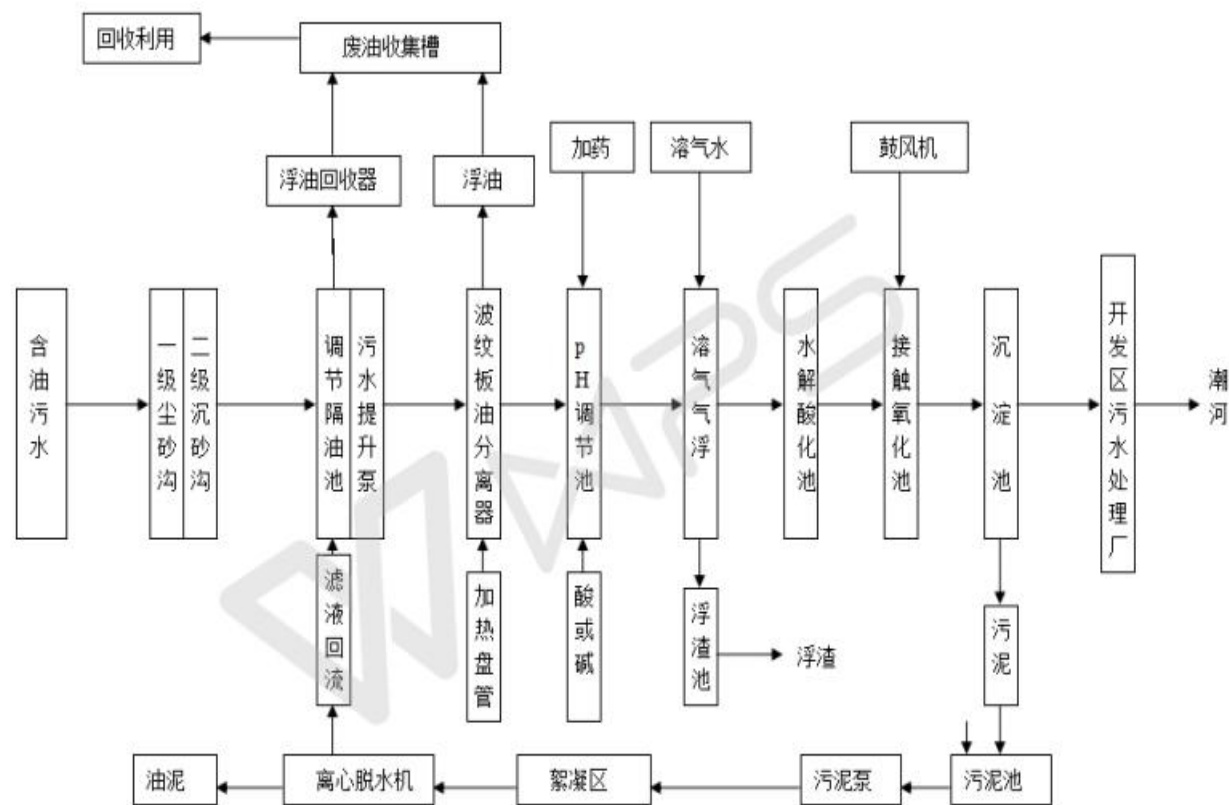 回收利用
废油收集槽
浮油回收器
浮油
加药
溶气水
鼓风机
含油污水
一级尘砂沟
二级沉砂沟
调节隔油池
污水提升泵
波纹板油分离器
pH调节池
溶气气浮
水解酸化池
接触氧化池
沉淀池
开发区污水处理厂
潮河
滤液回流
加热盘管
酸或碱
浮渣池
浮渣
污泥
油泥
离心脱水机
絮凝区
污泥泵
污泥池
WPS